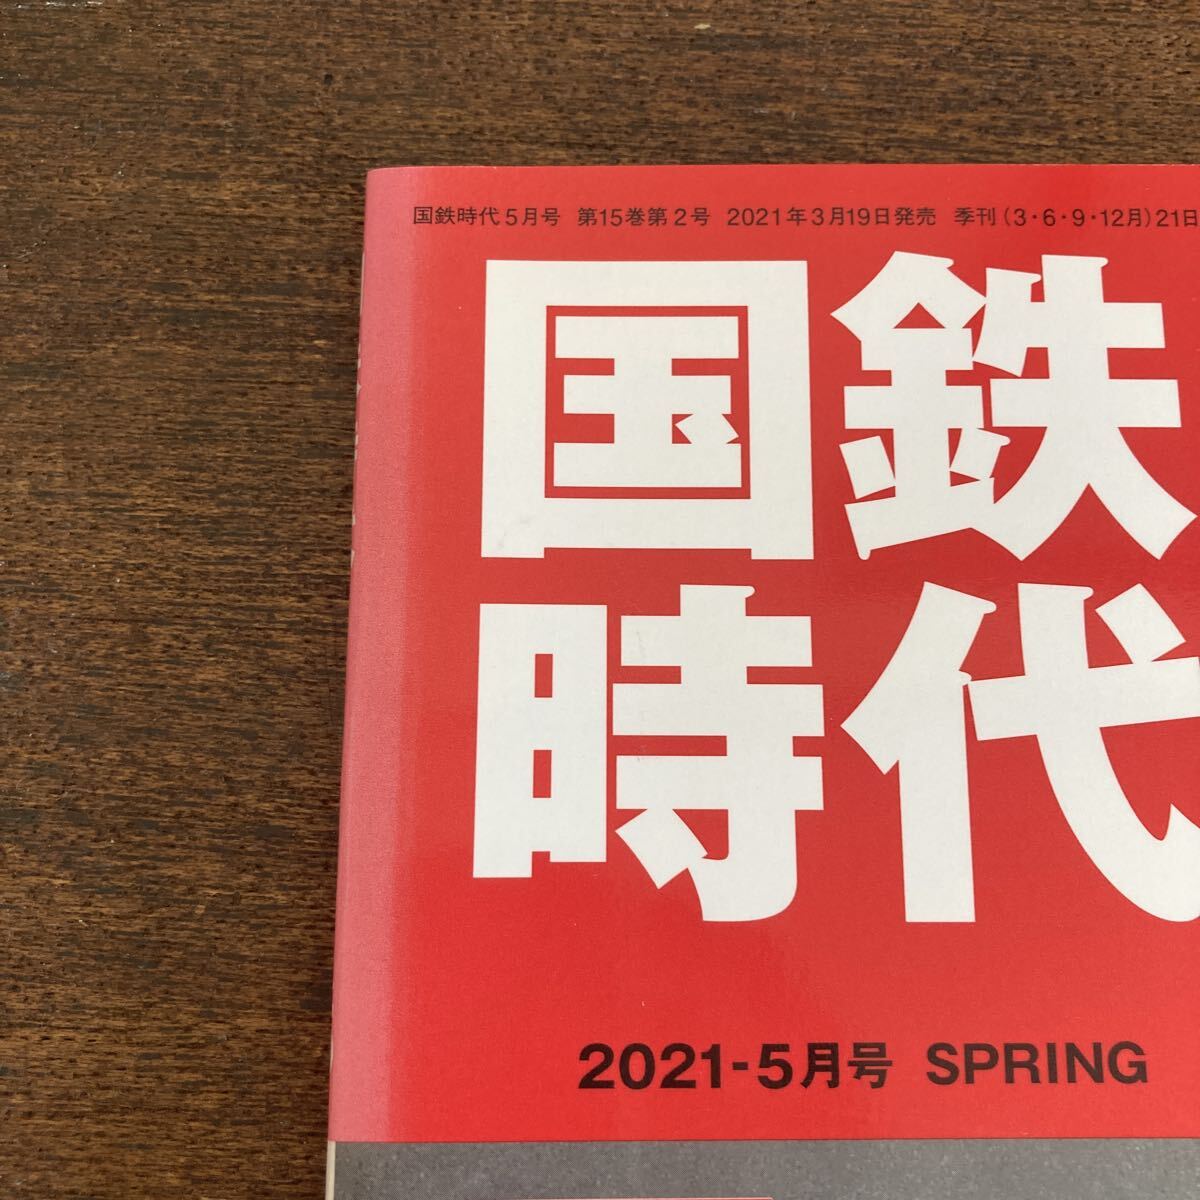 国鉄時代5月号 第15巻第2号 2021年3月19日発売 季刊(3・6・9・12月)21日
国鉄
時代
2021-5月号 SPRING